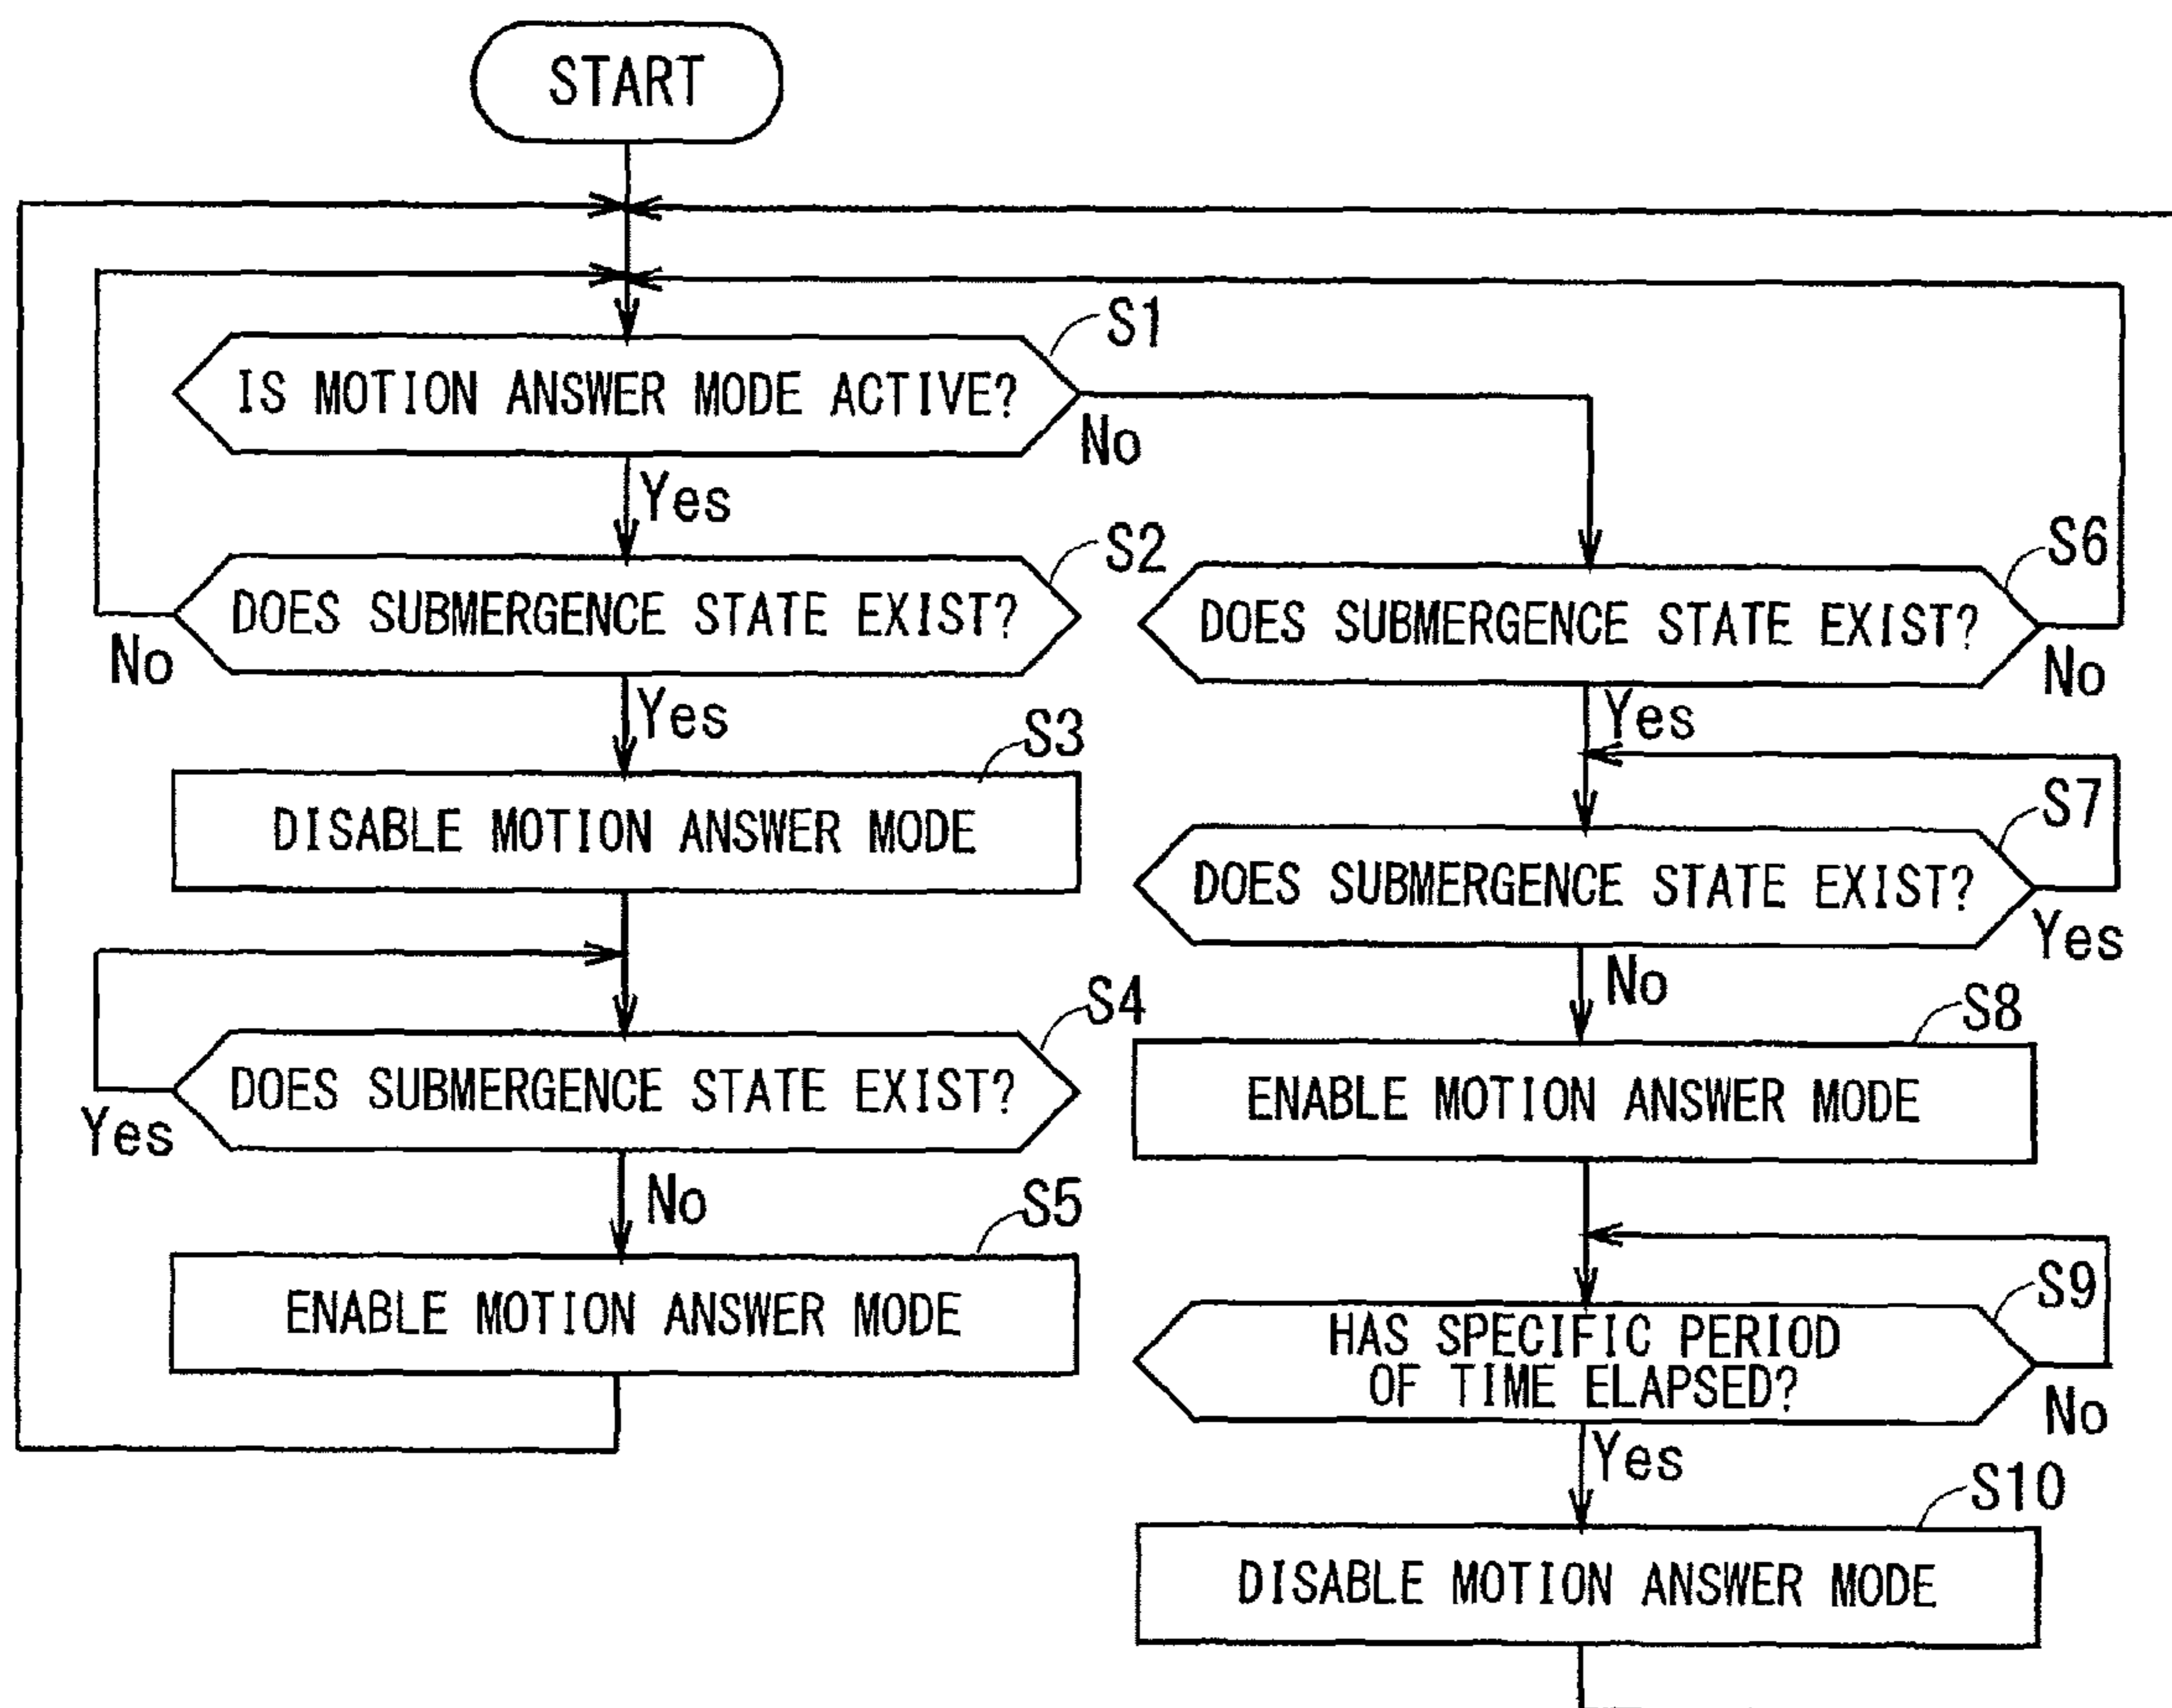 START
S1
IS MOTION ANSWER MODE ACTIVE?
No
Yes
S2
DOES SUBMERGENCE STATE EXIST?
No
Yes
S3
DISABLE MOTION ANSWER MODE
S4
DOES SUBMERGENCE STATE EXIST?
Yes
No
S5
ENABLE MOTION ANSWER MODE
S6
DOES SUBMERGENCE STATE EXIST?
No
Yes
S7
DOES SUBMERGENCE STATE EXIST?
Yes
No
S8
ENABLE MOTION ANSWER MODE
S9
HAS SPECIFIC PERIOD
OF TIME ELAPSED?
No
Yes
S10
DISABLE MOTION ANSWER MODE